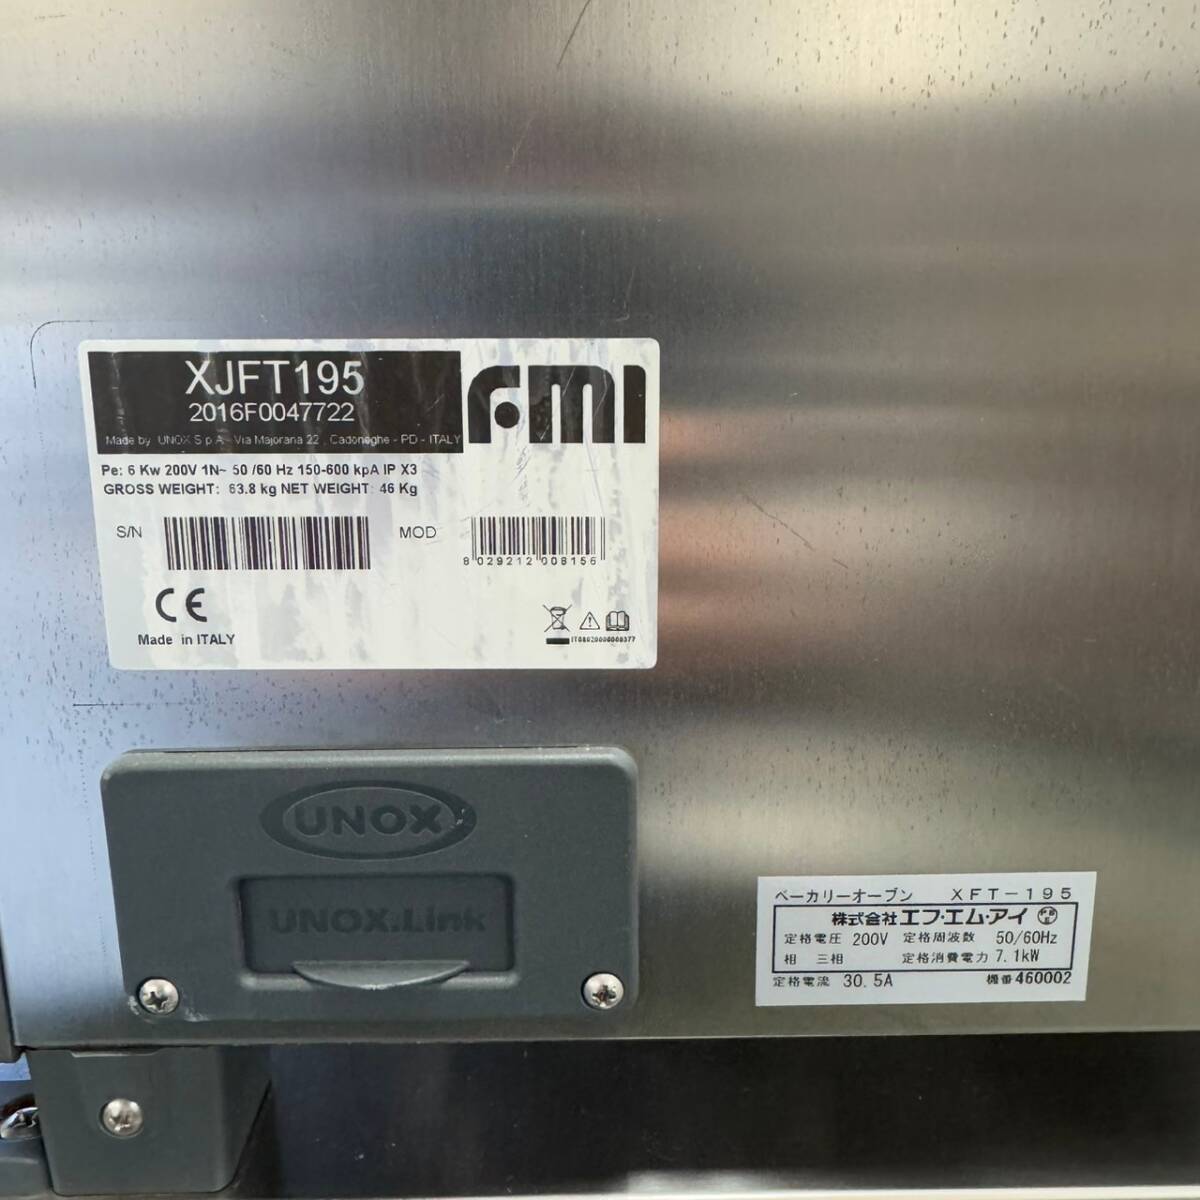 XJFT195
2016F0047722
Made by UNOX S.p.A - Via Majorana 22 , Cadoneghe - PD - ITALY
FMI
Pe: 6 Kw 200V 1N~ 50 /60 Hz 150-600 kpA IP X3
GROSS WEIGHT: 63.8 kg NET WEIGHT: 46 Kg
S/N
MOD
8 029212 008156
CE
Made in ITALY
UNOX
UNOX.Link
ベーカリーオーブン XFT-195
株式会社 エフ・エム・アイ
定格電圧 200V 定格周波数 50/60Hz
相 三相 定格消費電力 7.1kW
定格電流 30.5A 機番 460002